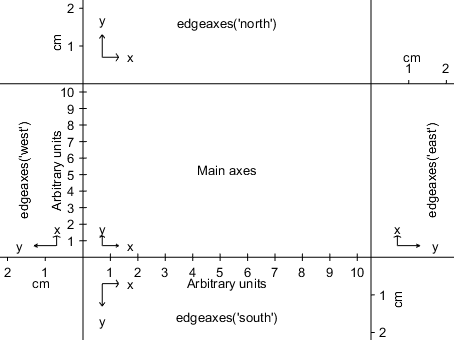 2
y
edgeaxes('north')
cm
1
x
cm
1 2
10
9
8
7
6
5
4
3
2
1
edgeaxes('west')
Arbitrary units
Main axes
edgeaxes('east')
x
y
y
x
x
y
2 1
cm
1 2 3 4 5 6 7 8 9 10
x
Arbitrary units
y
edgeaxes('south')
1
cm
2